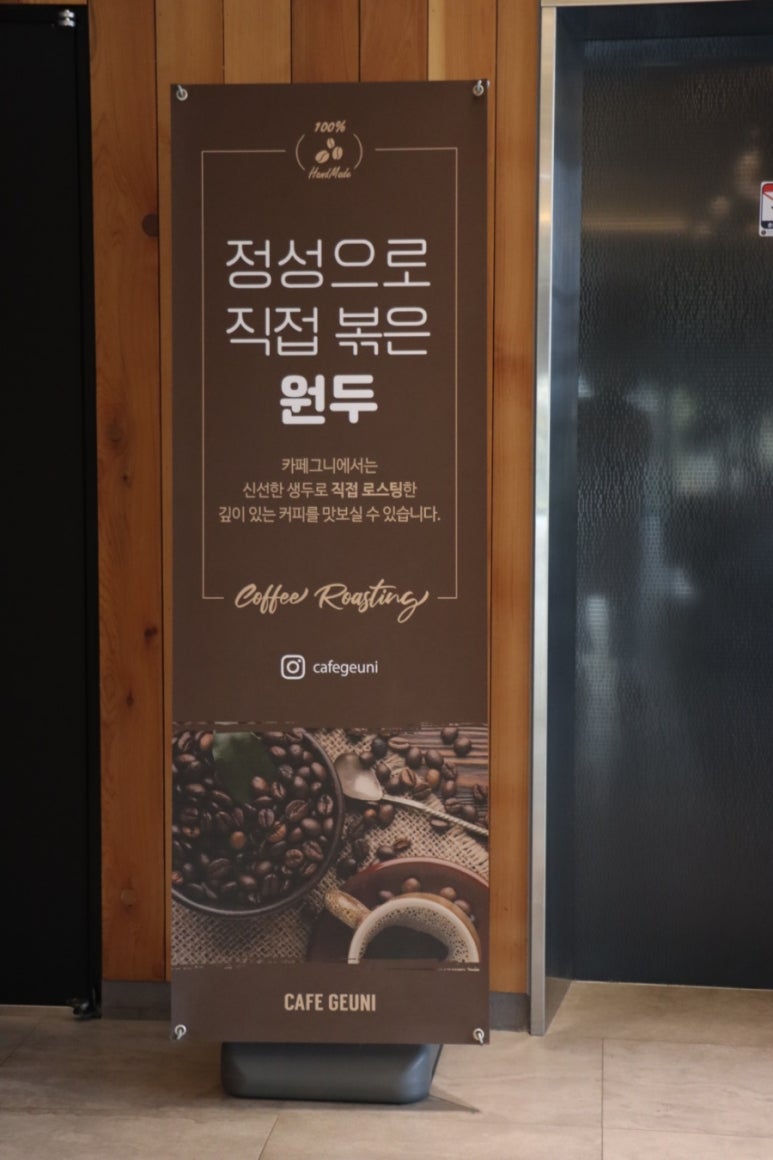 100%
HandMade
정성으로
직접 볶은
원두
카페그니에서는
신선한 생두로 직접 로스팅한
깊이 있는 커피를 맛보실 수 있습니다.
Coffee Roasting
cafegeuni
CAFE GEUNI